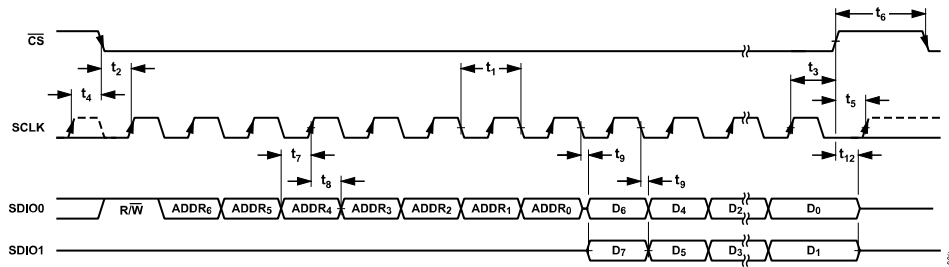 t6
CS
t2
t1
t3
t4
t5
SCLK
t7
t9
t12
t8
t9
SDIO0
R/W
ADDR6
ADDR5
ADDR4
ADDR3
ADDR2
ADDR1
ADDR0
D6
D4
D2
D0
SDIO1
D7
D5
D3
D1